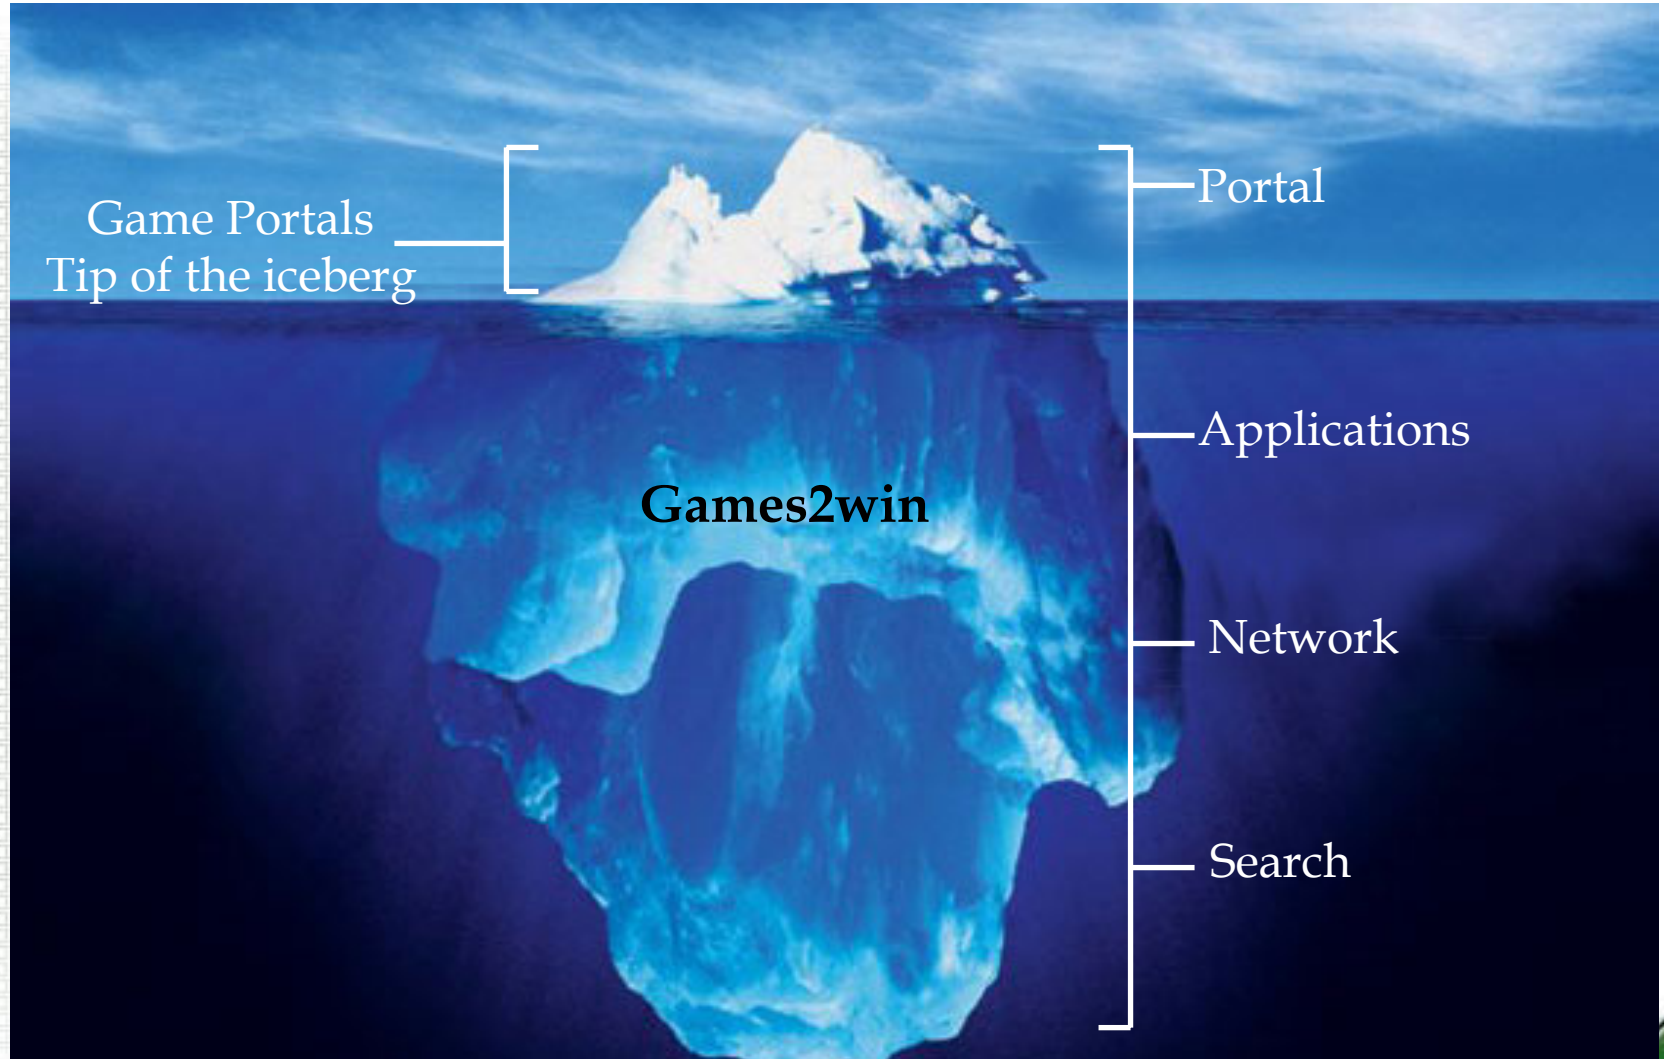 Game Portals
Tip of the iceberg
Portal
Applications
Games2win
Network
Search